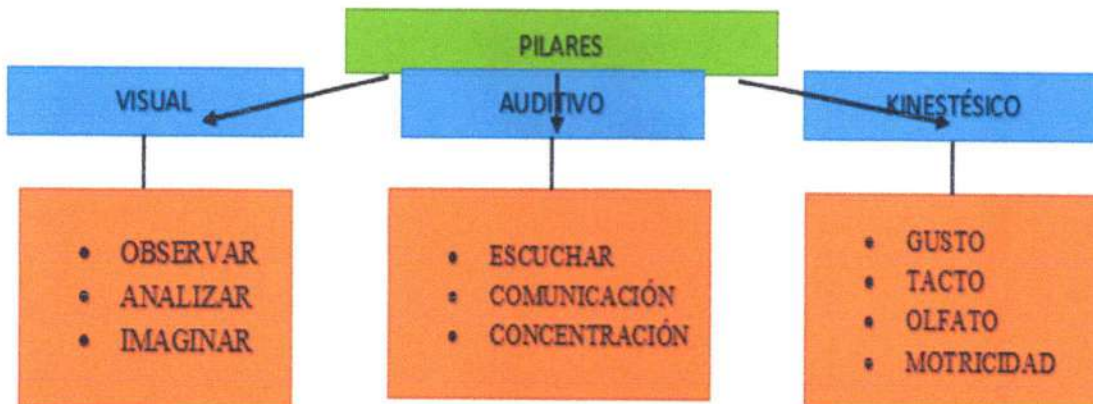 PILARES
VISUAL
AUDITIVO
KINESTÉSICO
• OBSERVAR
• ANALIZAR
• IMAGINAR
• ESCUCHAR
• COMUNICACIÓN
• CONCENTRACIÓN
• GUSTO
• TACTO
• OLFATO
• MOTRICIDAD